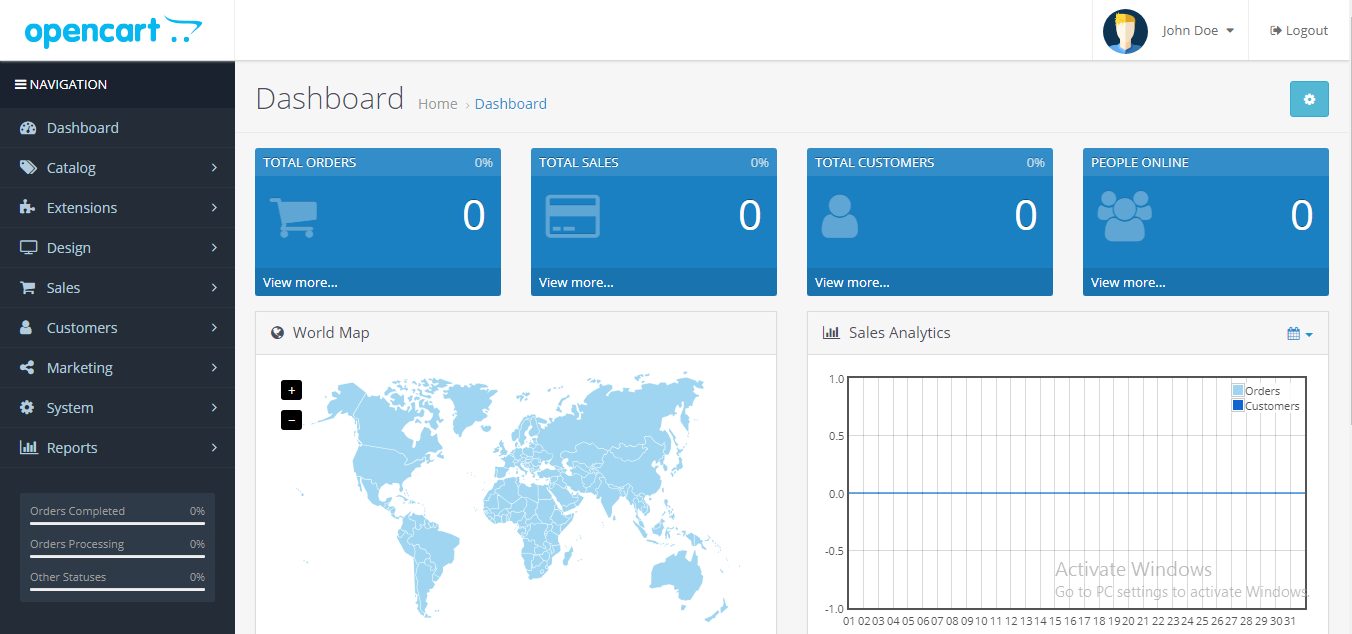 opencart
John Doe
Logout
NAVIGATION
Dashboard
Catalog
Extensions
Design
Sales
Customers
Marketing
System
Reports
Orders Completed 0%
Orders Processing 0%
Other Statuses 0%
Dashboard Home › Dashboard
TOTAL ORDERS 0%
0
View more...
TOTAL SALES 0%
0
View more...
TOTAL CUSTOMERS 0%
0
View more...
PEOPLE ONLINE
0
View more...
World Map
+
−
Sales Analytics
1.0
0.5
0.0
-0.5
-1.0
Orders
Customers
01 02 03 04 05 06 07 08 09 10 11 12 13 14 15 16 17 18 19 20 21 22 23 24 25 26 27 28 29 30 31
Activate Windows
Go to PC settings to activate Windows.